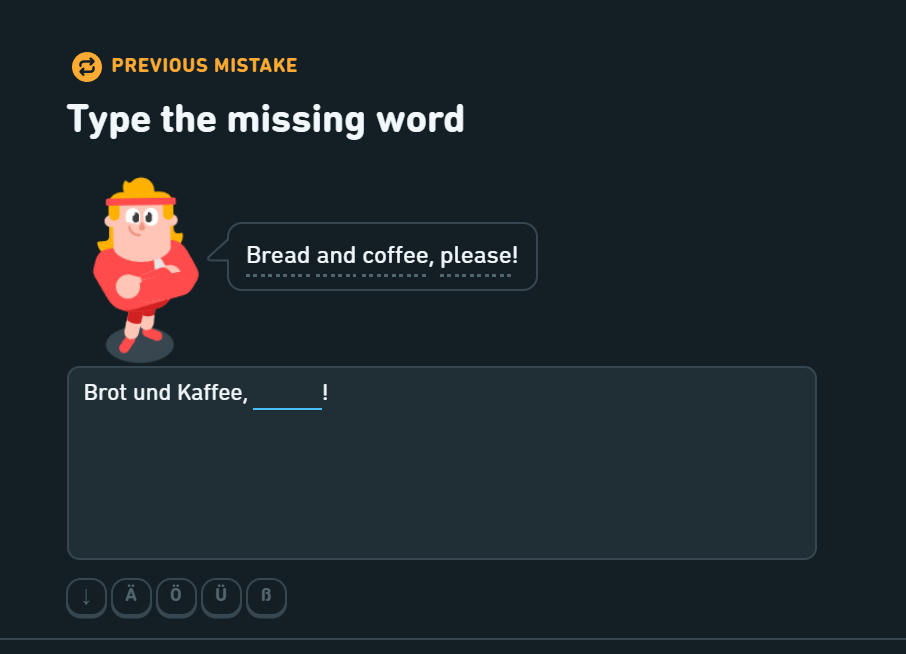 PREVIOUS MISTAKE
Type the missing word
Bread and coffee, please!
Brot und Kaffee, ______!
↓ Ä Ö Ü ß